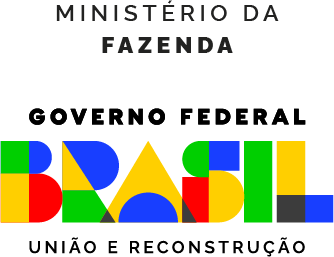 MINISTÉRIO DA
FAZENDA
GOVERNO FEDERAL
BRASIL
UNIÃO E RECONSTRUÇÃO